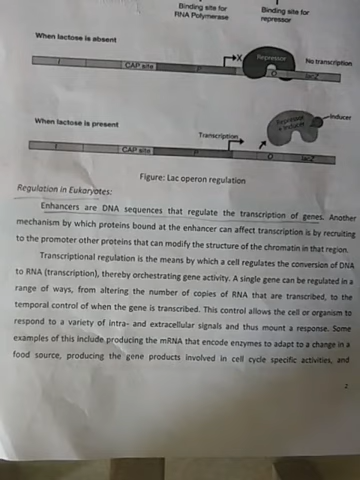 Binding site for
RNA Polymerase
Binding site for
repressor
When lactose is absent
X
Repressor
No transcription
I
CAP site
P
O
lacZ
When lactose is present
Inducer
Repressor
+ Inducer
Transcription
I
CAP site
P
O
lacZ
Figure: Lac operon regulation
Regulation in Eukaryotes:
Enhancers are DNA sequences that regulate the transcription of genes. Another
mechanism by which proteins bound at the enhancer can affect transcription is by recruiting
to the promoter other proteins that can modify the structure of the chromatin in that region.
Transcriptional regulation is the means by which a cell regulates the conversion of DNA
to RNA (transcription), thereby orchestrating gene activity. A single gene can be regulated in a
range of ways, from altering the number of copies of RNA that are transcribed, to the
temporal control of when the gene is transcribed. This control allows the cell or organism to
respond to a variety of intra- and extracellular signals and thus mount a response. Some
examples of this include producing the mRNA that encode enzymes to adapt to a change in a
food source, producing the gene products involved in cell cycle specific activities, and
2